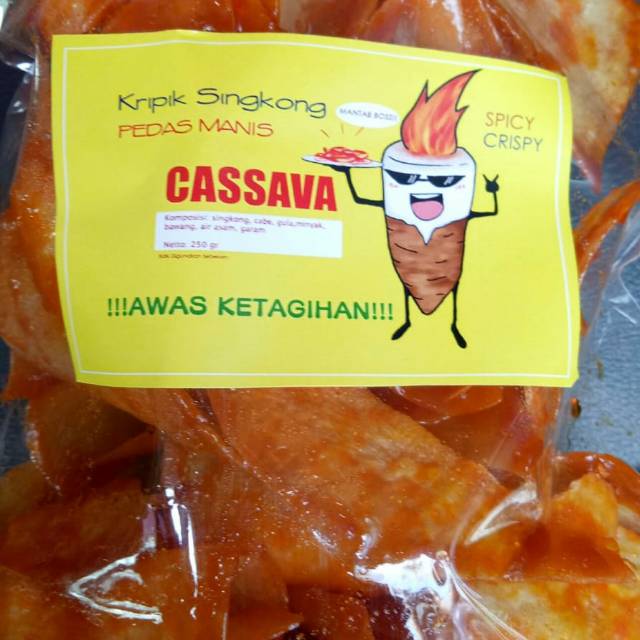 Kripik Singkong
PEDAS MANIS
MANTAB BOSS!!
SPICY
CRISPY
CASSAVA
Komposisi: singkong, cabe, gula,minyak,
bawang, air asam, garam
Netto: 250 gr
!!!AWAS KETAGIHAN!!!